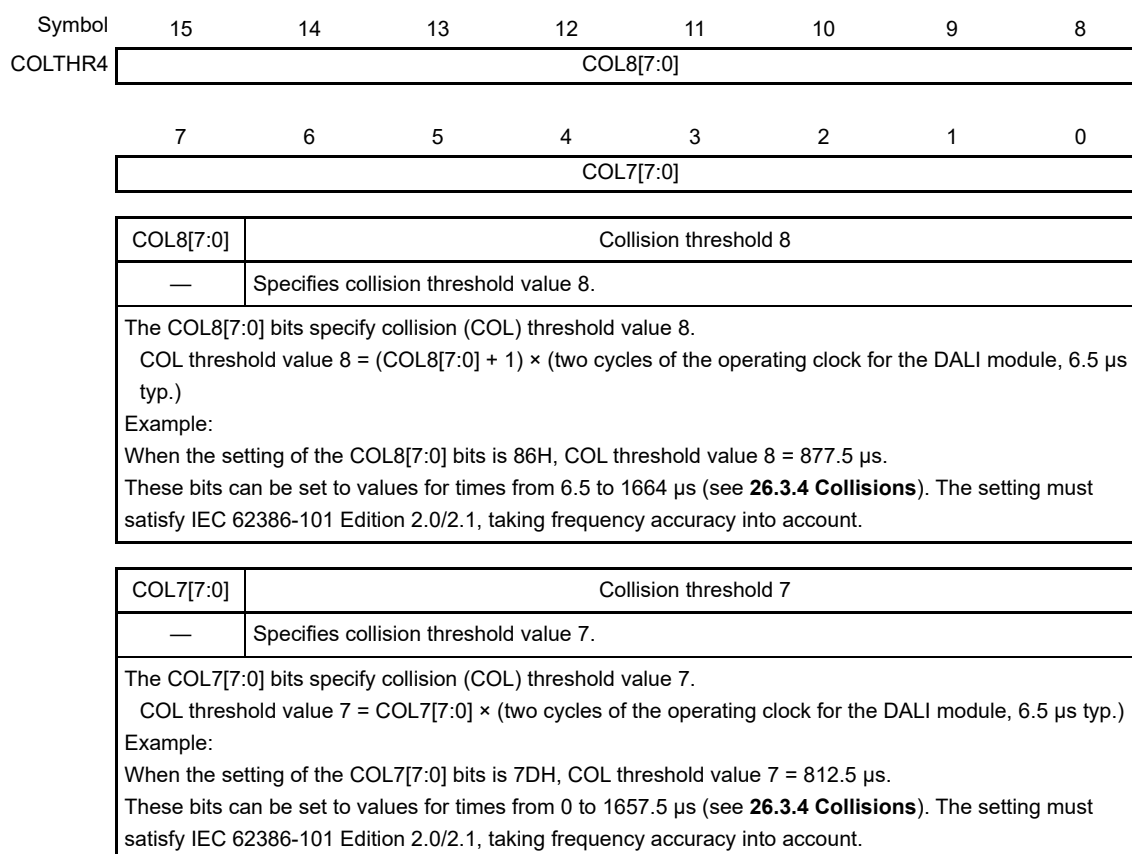 Symbol 15 14 13 12 11 10 9 8
COLTHR4 COL8[7:0]
7 6 5 4 3 2 1 0
COL7[7:0]
COL8[7:0] Collision threshold 8
— Specifies collision threshold value 8.
The COL8[7:0] bits specify collision (COL) threshold value 8.
COL threshold value 8 = (COL8[7:0] + 1) × (two cycles of the operating clock for the DALI module, 6.5 µs
typ.)
Example:
When the setting of the COL8[7:0] bits is 86H, COL threshold value 8 = 877.5 µs.
These bits can be set to values for times from 6.5 to 1664 µs (see 26.3.4 Collisions). The setting must
satisfy IEC 62386-101 Edition 2.0/2.1, taking frequency accuracy into account.
COL7[7:0] Collision threshold 7
— Specifies collision threshold value 7.
The COL7[7:0] bits specify collision (COL) threshold value 7.
COL threshold value 7 = COL7[7:0] × (two cycles of the operating clock for the DALI module, 6.5 µs typ.)
Example:
When the setting of the COL7[7:0] bits is 7DH, COL threshold value 7 = 812.5 µs.
These bits can be set to values for times from 0 to 1657.5 µs (see 26.3.4 Collisions). The setting must
satisfy IEC 62386-101 Edition 2.0/2.1, taking frequency accuracy into account.